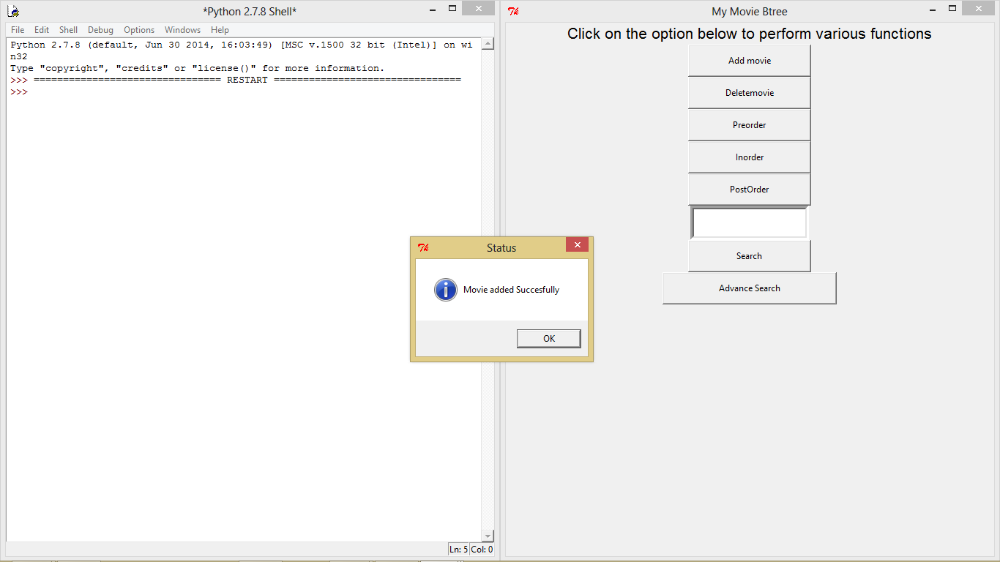 *Python 2.7.8 Shell*
File Edit Shell Debug Options Windows Help
Python 2.7.8 (default, Jun 30 2014, 16:03:49) [MSC v.1500 32 bit (Intel)] on wi
n32
Type "copyright", "credits" or "license()" for more information.
>>> ================================ RESTART ================================
>>>
Ln: 5 Col: 0
My Movie Btree
Click on the option below to perform various functions
Add movie
Deletemovie
Preorder
Inorder
PostOrder
Search
Advance Search
Status
Movie added Succesfully
OK